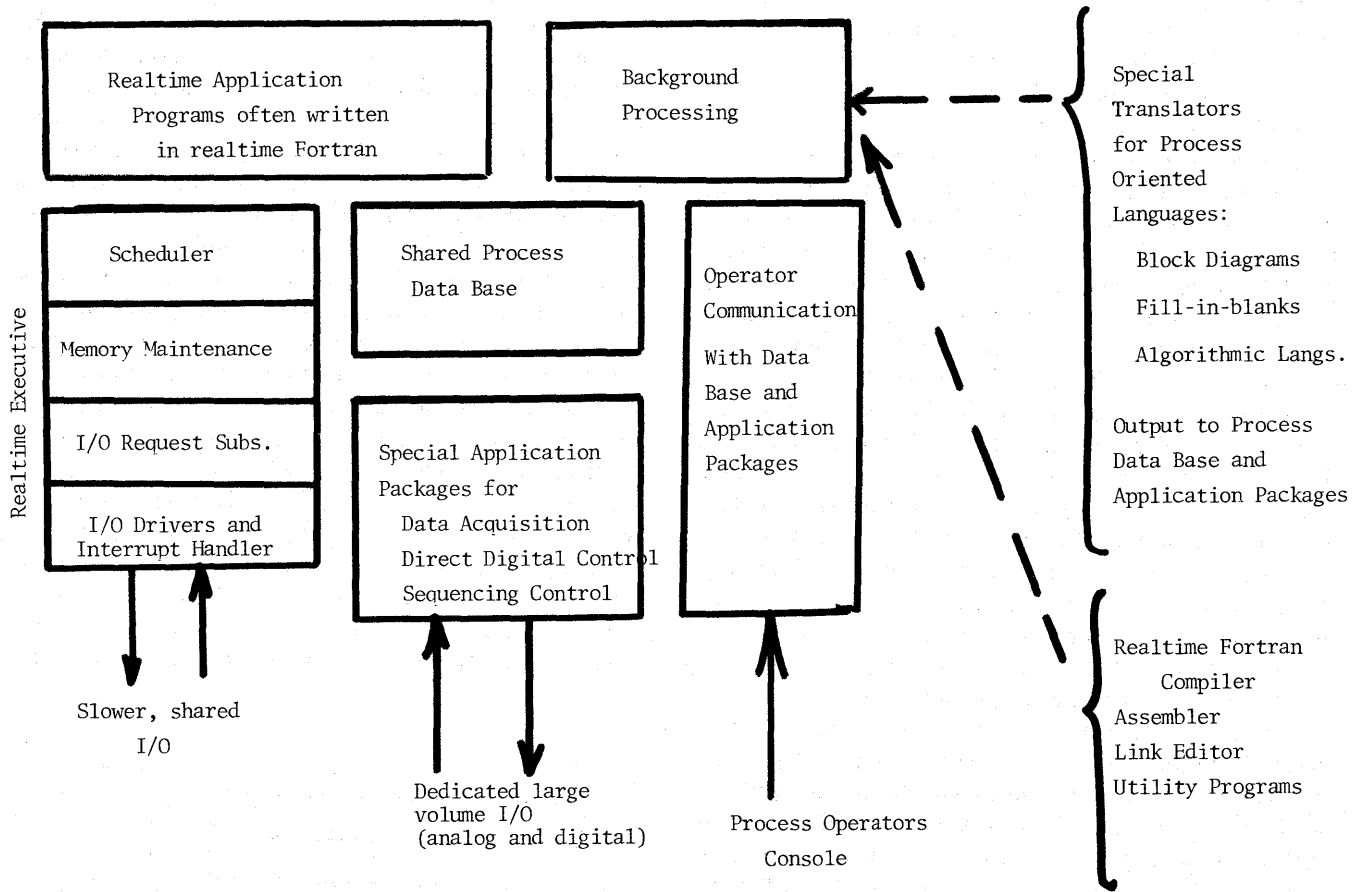 Realtime Application
Programs often written
in realtime Fortran
Background
Processing
Special
Translators
for Process
Oriented
Languages:
Block Diagrams
Fill-in-blanks
Algorithmic Langs.
Output to Process
Data Base and
Application Packages
Realtime Executive
Scheduler
Memory Maintenance
I/O Request Subs.
I/O Drivers and
Interrupt Handler
Shared Process
Data Base
Special Application
Packages for
Data Acquisition
Direct Digital Control
Sequencing Control
Operator
Communication
With Data
Base and
Application
Packages
Slower, shared
I/O
Dedicated large
volume I/O
(analog and digital)
Process Operators
Console
Realtime Fortran
Compiler
Assembler
Link Editor
Utility Programs